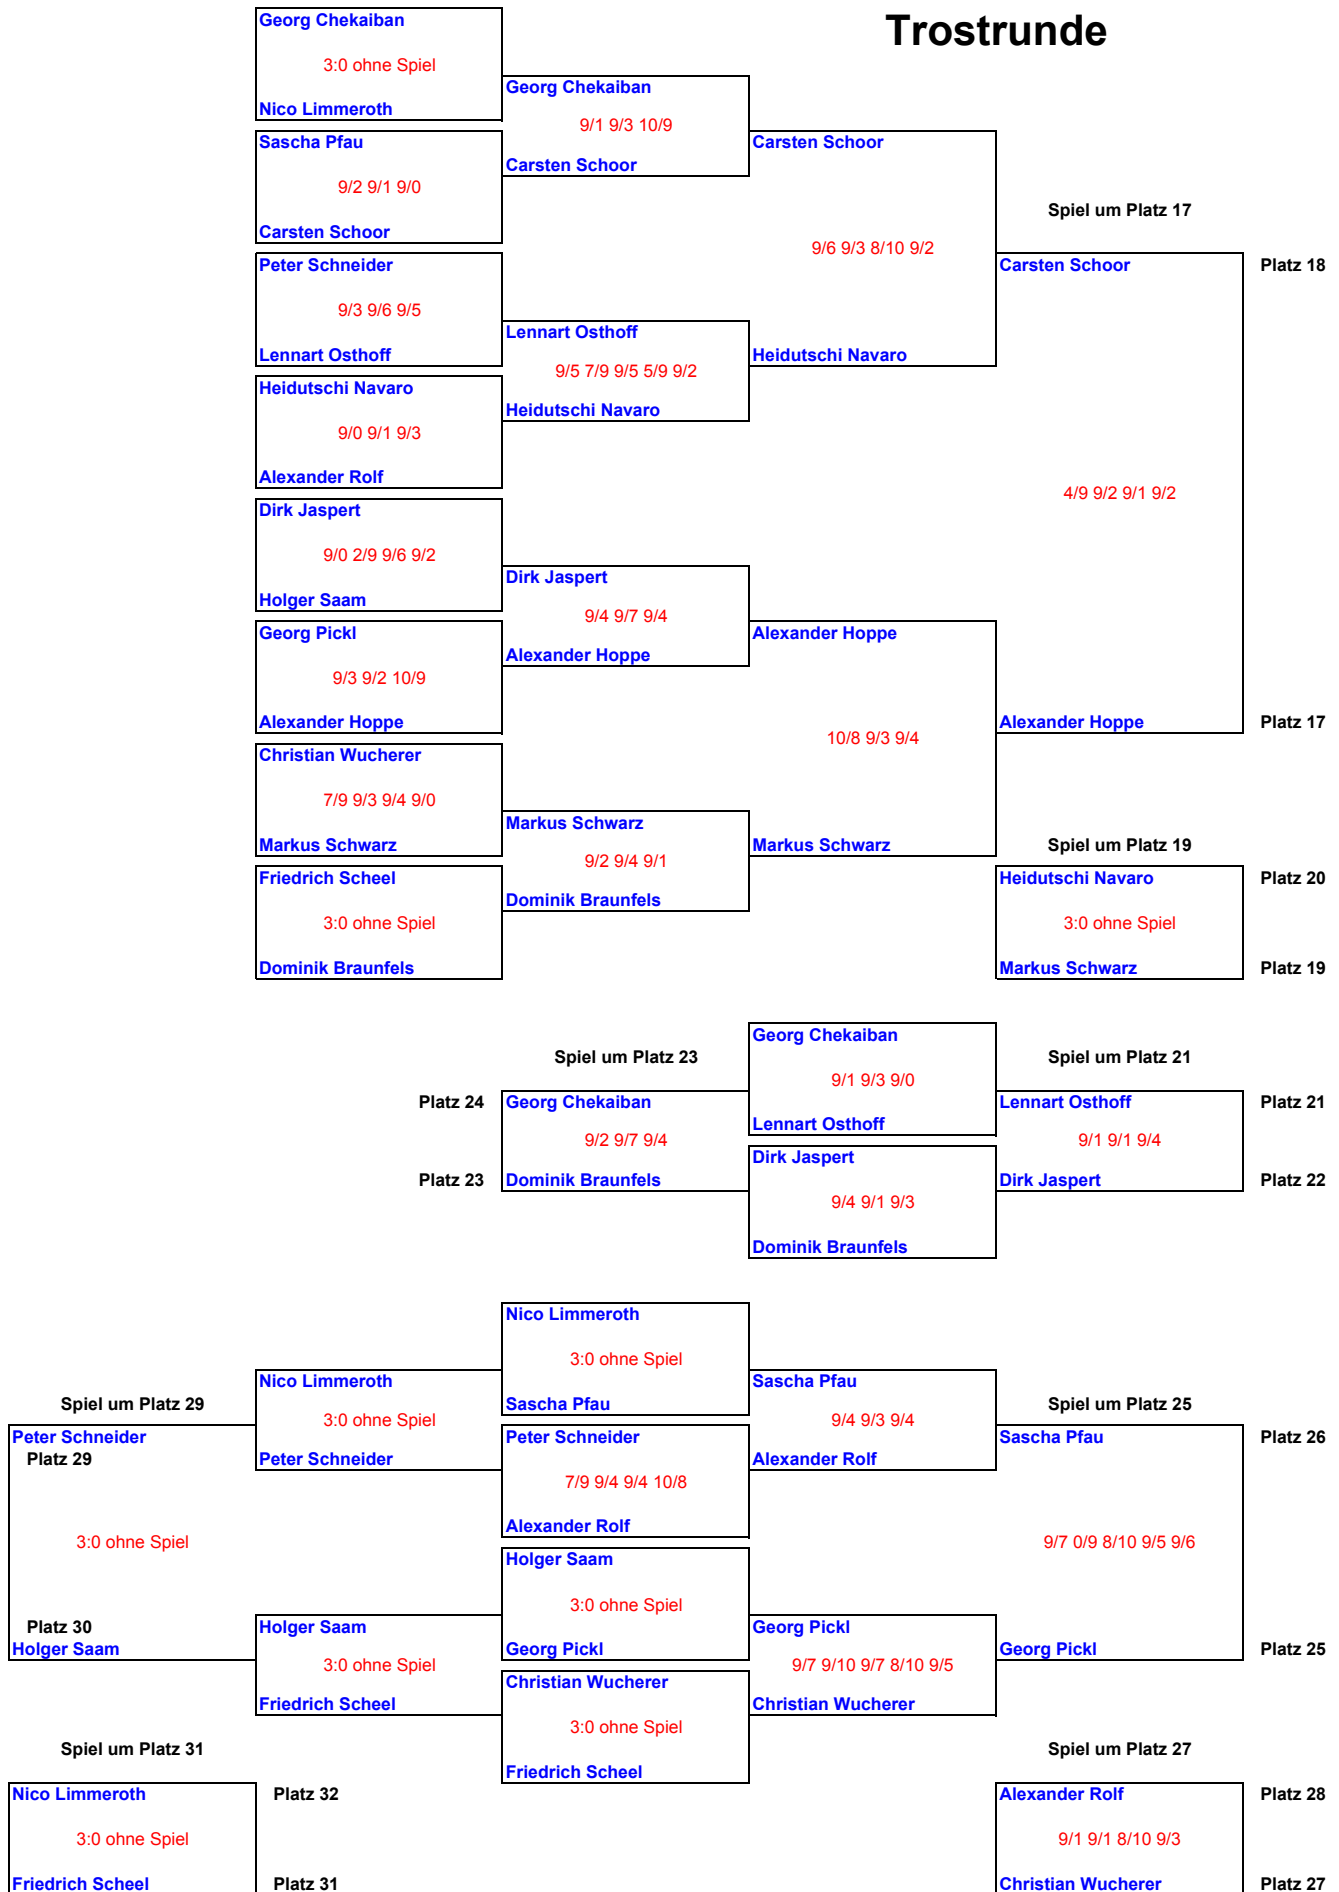 Trostrunde
Georg Chekaiban
3:0 ohne Spiel
Georg Chekaiban
Nico Limmeroth
9/1 9/3 10/9
Sascha Pfau
Carsten Schoor
Carsten Schoor
9/2 9/1 9/0
Spiel um Platz 17
Carsten Schoor
9/6 9/3 8/10 9/2
Peter Schneider
Carsten Schoor
Platz 18
9/3 9/6 9/5
Lennart Osthoff
Lennart Osthoff
Heidutschi Navaro
9/5 7/9 9/5 5/9 9/2
Heidutschi Navaro
Heidutschi Navaro
9/0 9/1 9/3
Alexander Rolf
4/9 9/2 9/1 9/2
Dirk Jaspert
9/0 2/9 9/6 9/2
Dirk Jaspert
Holger Saam
9/4 9/7 9/4
Georg Pickl
Alexander Hoppe
Alexander Hoppe
9/3 9/2 10/9
Alexander Hoppe
Alexander Hoppe
Platz 17
10/8 9/3 9/4
Christian Wucherer
7/9 9/3 9/4 9/0
Markus Schwarz
Markus Schwarz
Markus Schwarz
Spiel um Platz 19
9/2 9/4 9/1
Friedrich Scheel
Heidutschi Navaro
Platz 20
Dominik Braunfels
3:0 ohne Spiel
3:0 ohne Spiel
Dominik Braunfels
Markus Schwarz
Platz 19
Georg Chekaiban
Spiel um Platz 23
Spiel um Platz 21
9/1 9/3 9/0
Platz 24
Georg Chekaiban
Lennart Osthoff
Platz 21
Lennart Osthoff
9/2 9/7 9/4
9/1 9/1 9/4
Dirk Jaspert
Platz 23
Dominik Braunfels
Dirk Jaspert
Platz 22
9/4 9/1 9/3
Dominik Braunfels
Nico Limmeroth
3:0 ohne Spiel
Nico Limmeroth
Sascha Pfau
Spiel um Platz 29
Sascha Pfau
Spiel um Platz 25
3:0 ohne Spiel
9/4 9/3 9/4
Peter Schneider
Peter Schneider
Sascha Pfau
Platz 26
Platz 29
Peter Schneider
Alexander Rolf
7/9 9/4 9/4 10/8
Alexander Rolf
3:0 ohne Spiel
9/7 0/9 8/10 9/5 9/6
Holger Saam
3:0 ohne Spiel
Platz 30
Holger Saam
Georg Pickl
Holger Saam
Georg Pickl
Georg Pickl
Platz 25
3:0 ohne Spiel
9/7 9/10 9/7 8/10 9/5
Christian Wucherer
Friedrich Scheel
Christian Wucherer
3:0 ohne Spiel
Spiel um Platz 31
Spiel um Platz 27
Friedrich Scheel
Nico Limmeroth
Platz 32
Alexander Rolf
Platz 28
3:0 ohne Spiel
9/1 9/1 8/10 9/3
Friedrich Scheel
Platz 31
Christian Wucherer
Platz 27